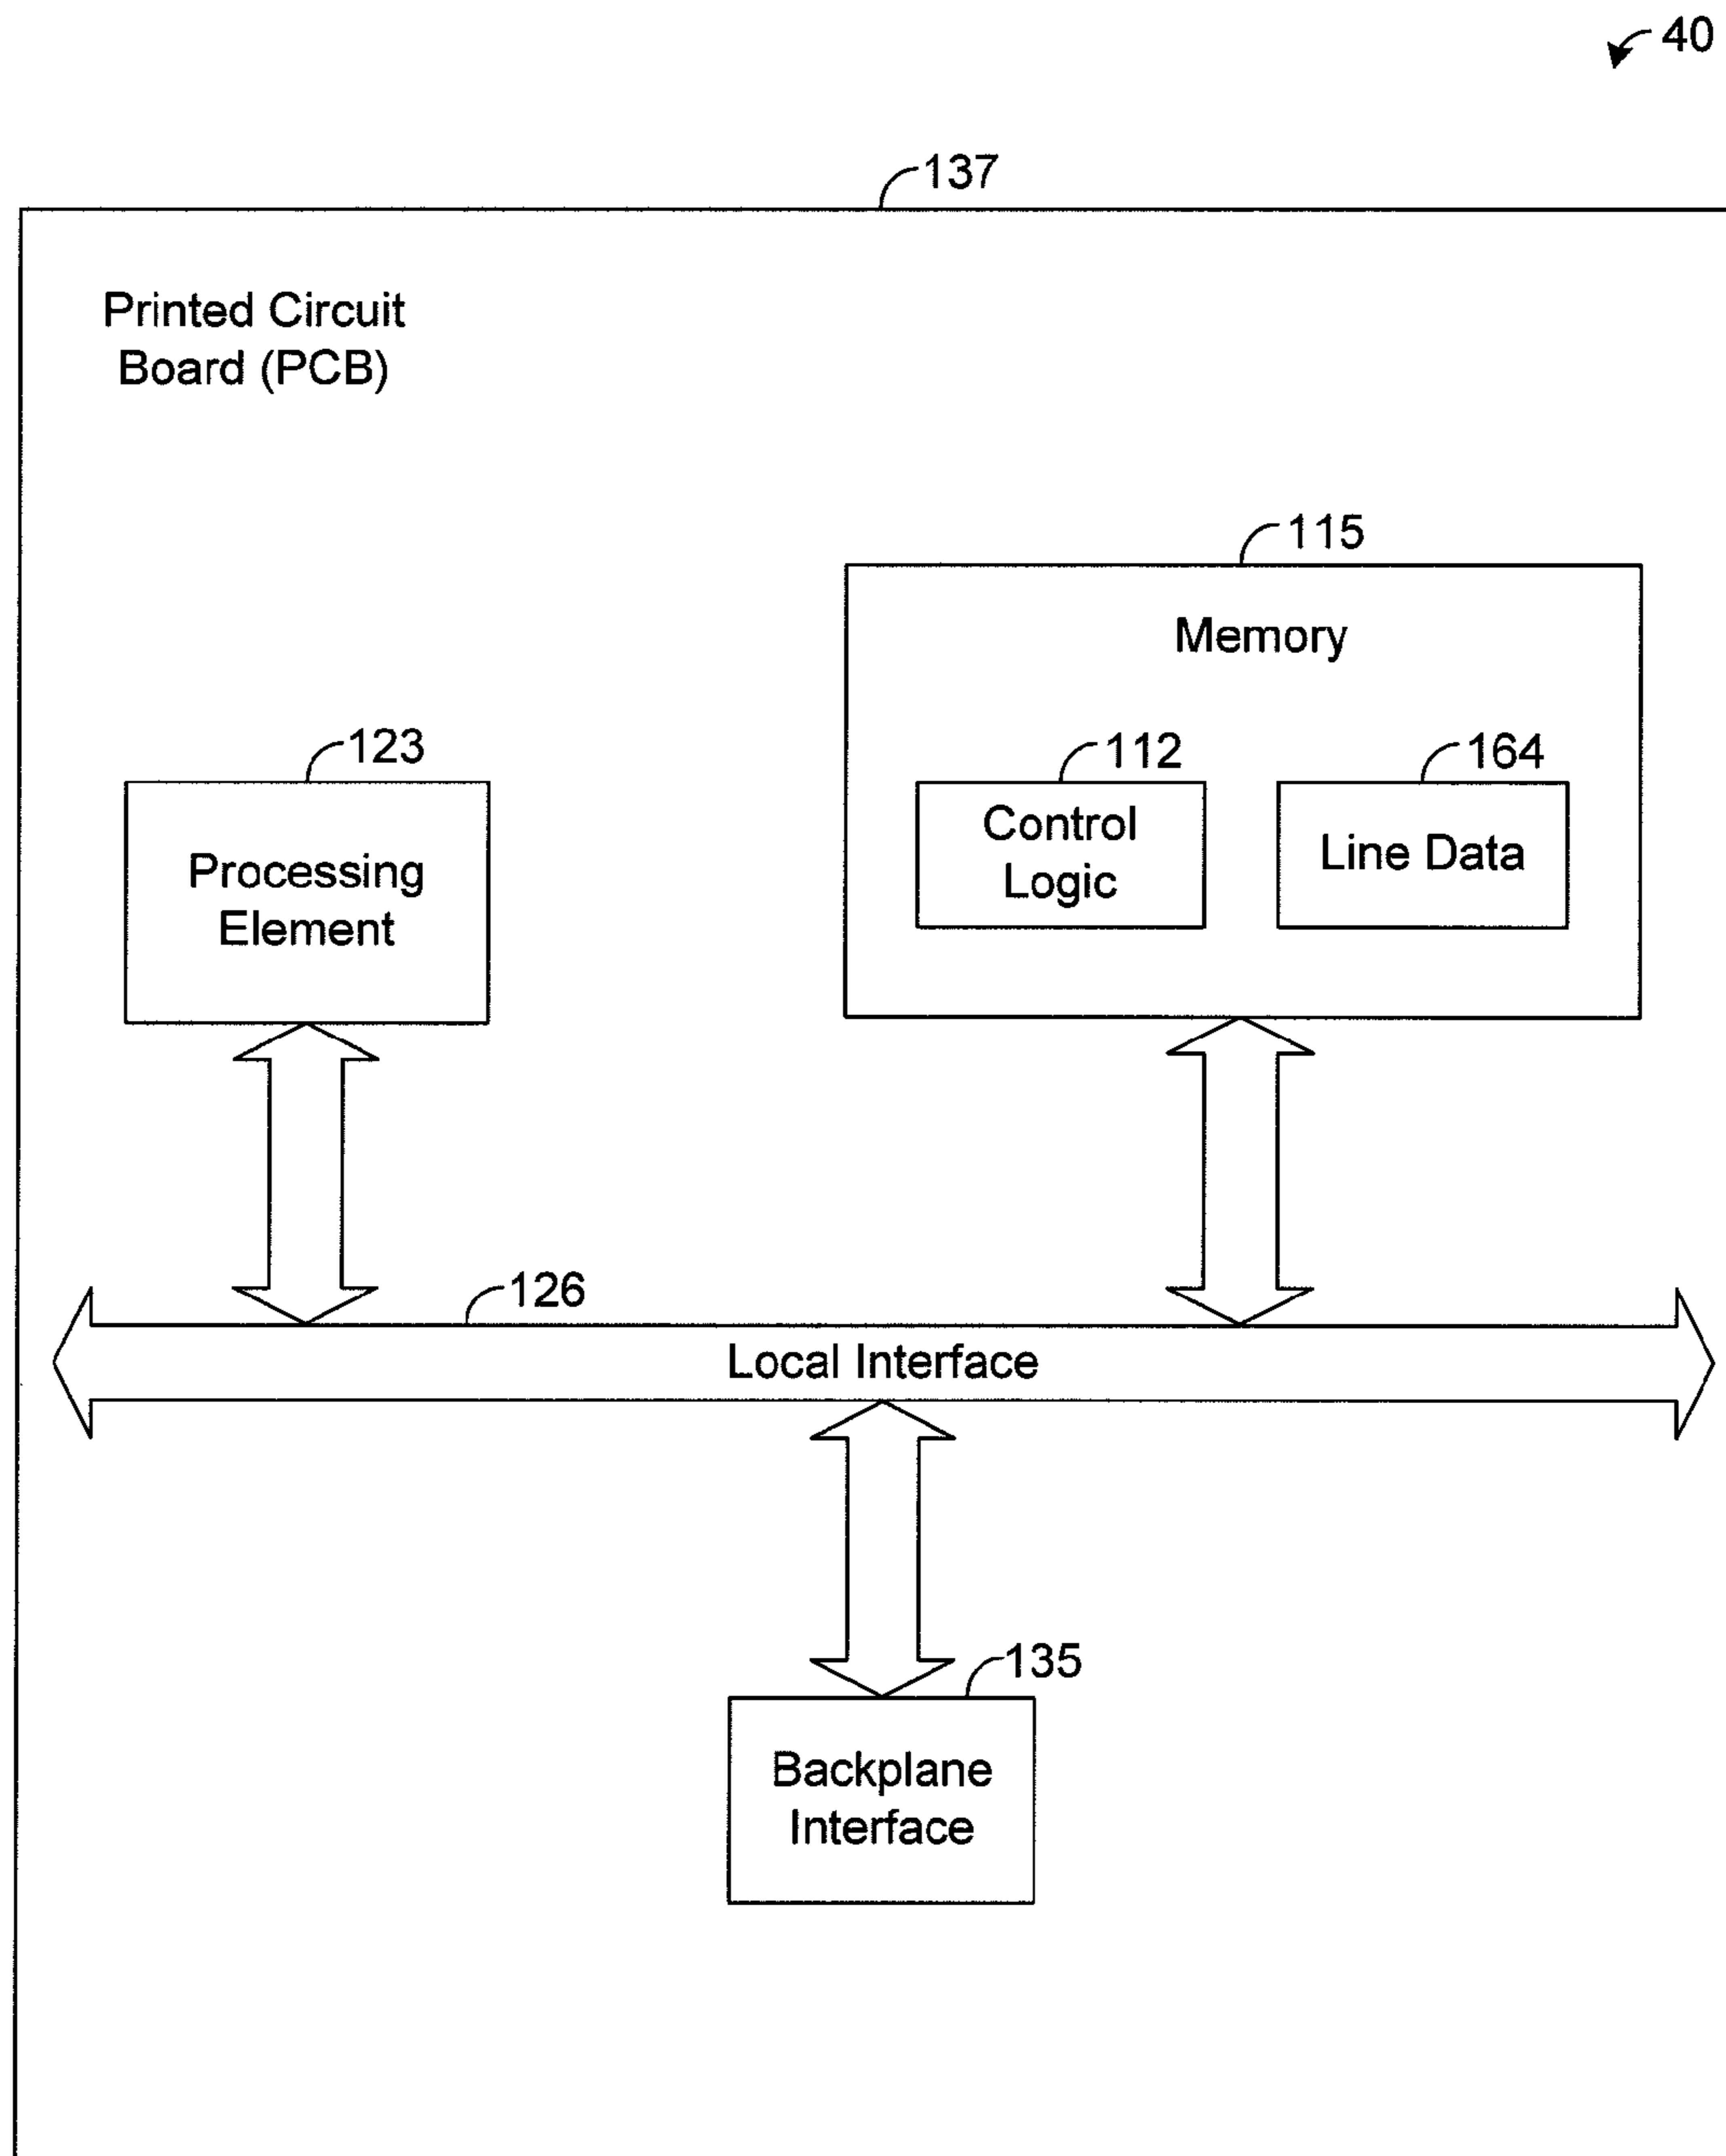 40
137
Printed Circuit
Board (PCB)
115
Memory
123
112
164
Processing
Element
Control
Logic
Line Data
126
Local Interface
135
Backplane
Interface